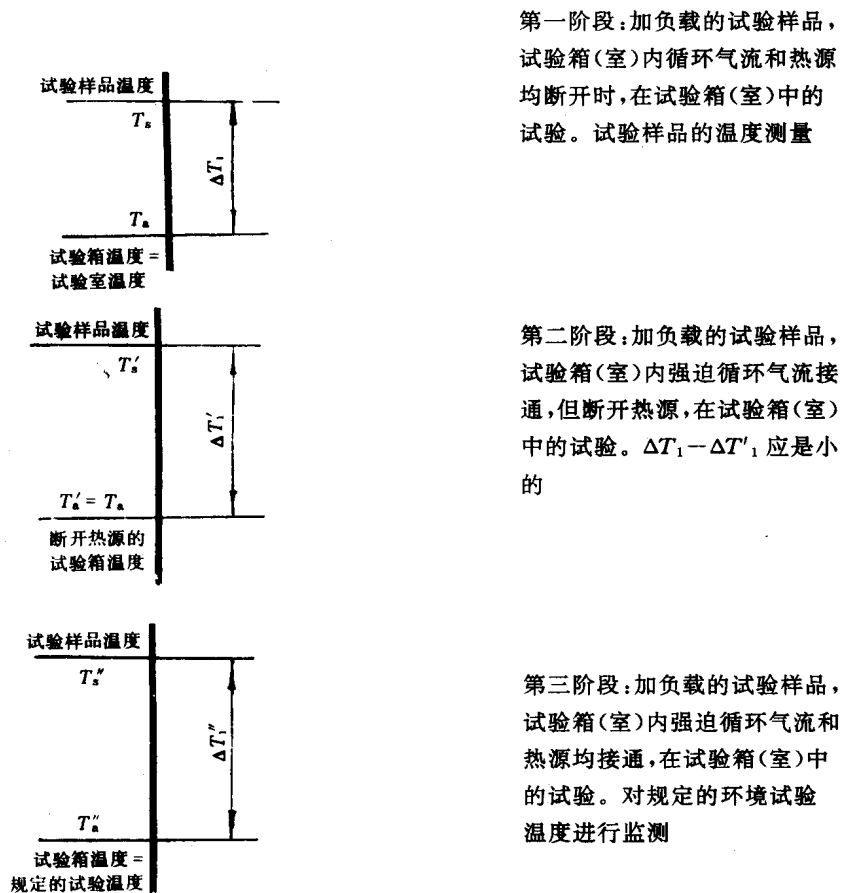 试验样品温度
T_s
ΔT_1
T_a
试验箱温度=
试验室温度
第一阶段:加负载的试验样品,
试验箱(室)内循环气流和热源
均断开时,在试验箱(室)中的
试验。试验样品的温度测量
试验样品温度
T_s′
ΔT_1′
T_a′= T_a
断开热源的
试验箱温度
第二阶段:加负载的试验样品,
试验箱(室)内强迫循环气流接
通,但断开热源,在试验箱(室)
中的试验。ΔT_1-ΔT′_1 应是小
的
试验样品温度
T_s″
ΔT_1″
T_a″
试验箱温度=
规定的试验温度
第三阶段:加负载的试验样品,
试验箱(室)内强迫循环气流和
热源均接通,在试验箱(室)中
的试验。对规定的环境试验
温度进行监测